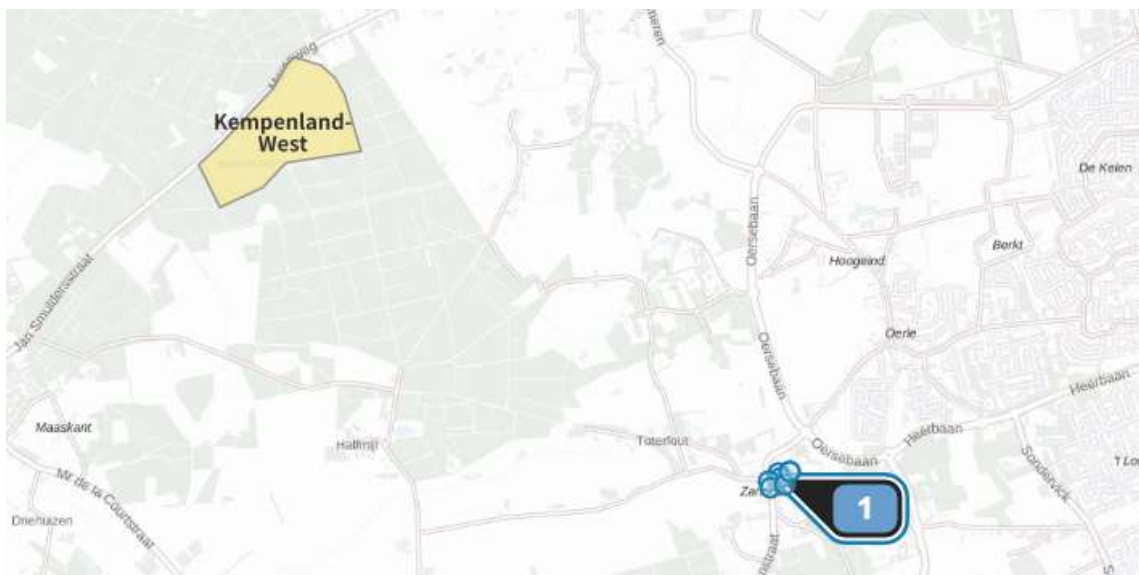 Kempenland-
West
Jan Smuldersstraat
Maaskant
Mr de la Courtstraat
Driehuizen
Halfmijl
Toterfout
Oersebaan
Oersebaan
Oersebaan
Hoogeind
De Kelen
Berkt
Oerle
Heerbaan
Heerbaan
Sondervick
1